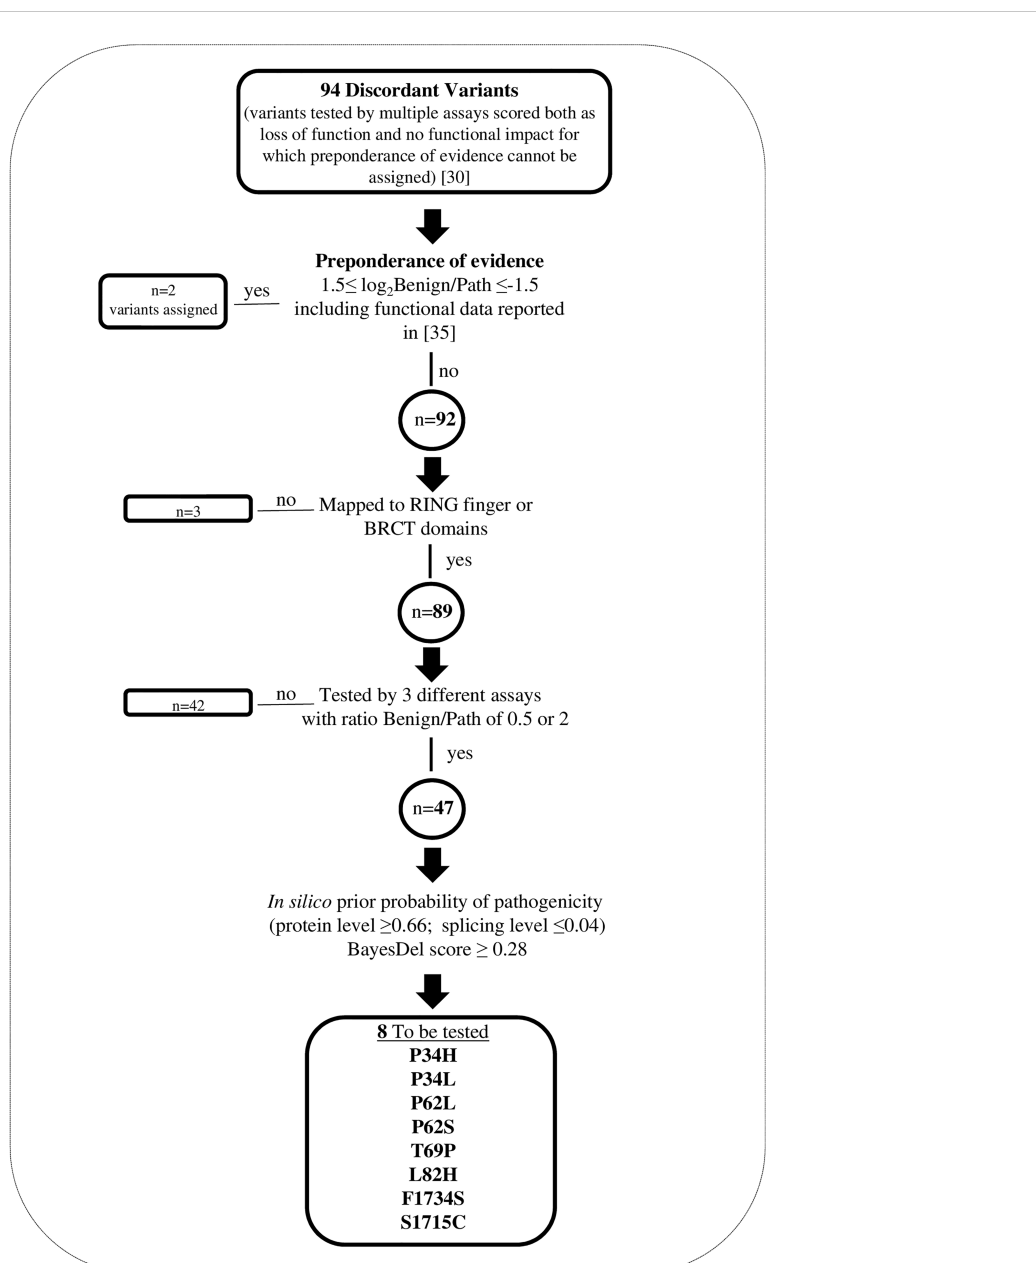 94 Discordant Variants
(variants tested by multiple assays scored both as
loss of function and no functional impact for
which preponderance of evidence cannot be
assigned) [30]
Preponderance of evidence
1.5≤ log₂Benign/Path ≤-1.5
including functional data reported
in [35]
yes
n=2
variants assigned
no
n=92
Mapped to RING finger or
BRCT domains
no
n=3
yes
n=89
Tested by 3 different assays
with ratio Benign/Path of 0.5 or 2
no
n=42
yes
n=47
In silico prior probability of pathogenicity
(protein level ≥0.66; splicing level ≤0.04)
BayesDel score ≥ 0.28
8 To be tested
P34H
P34L
P62L
P62S
T69P
L82H
F1734S
S1715C